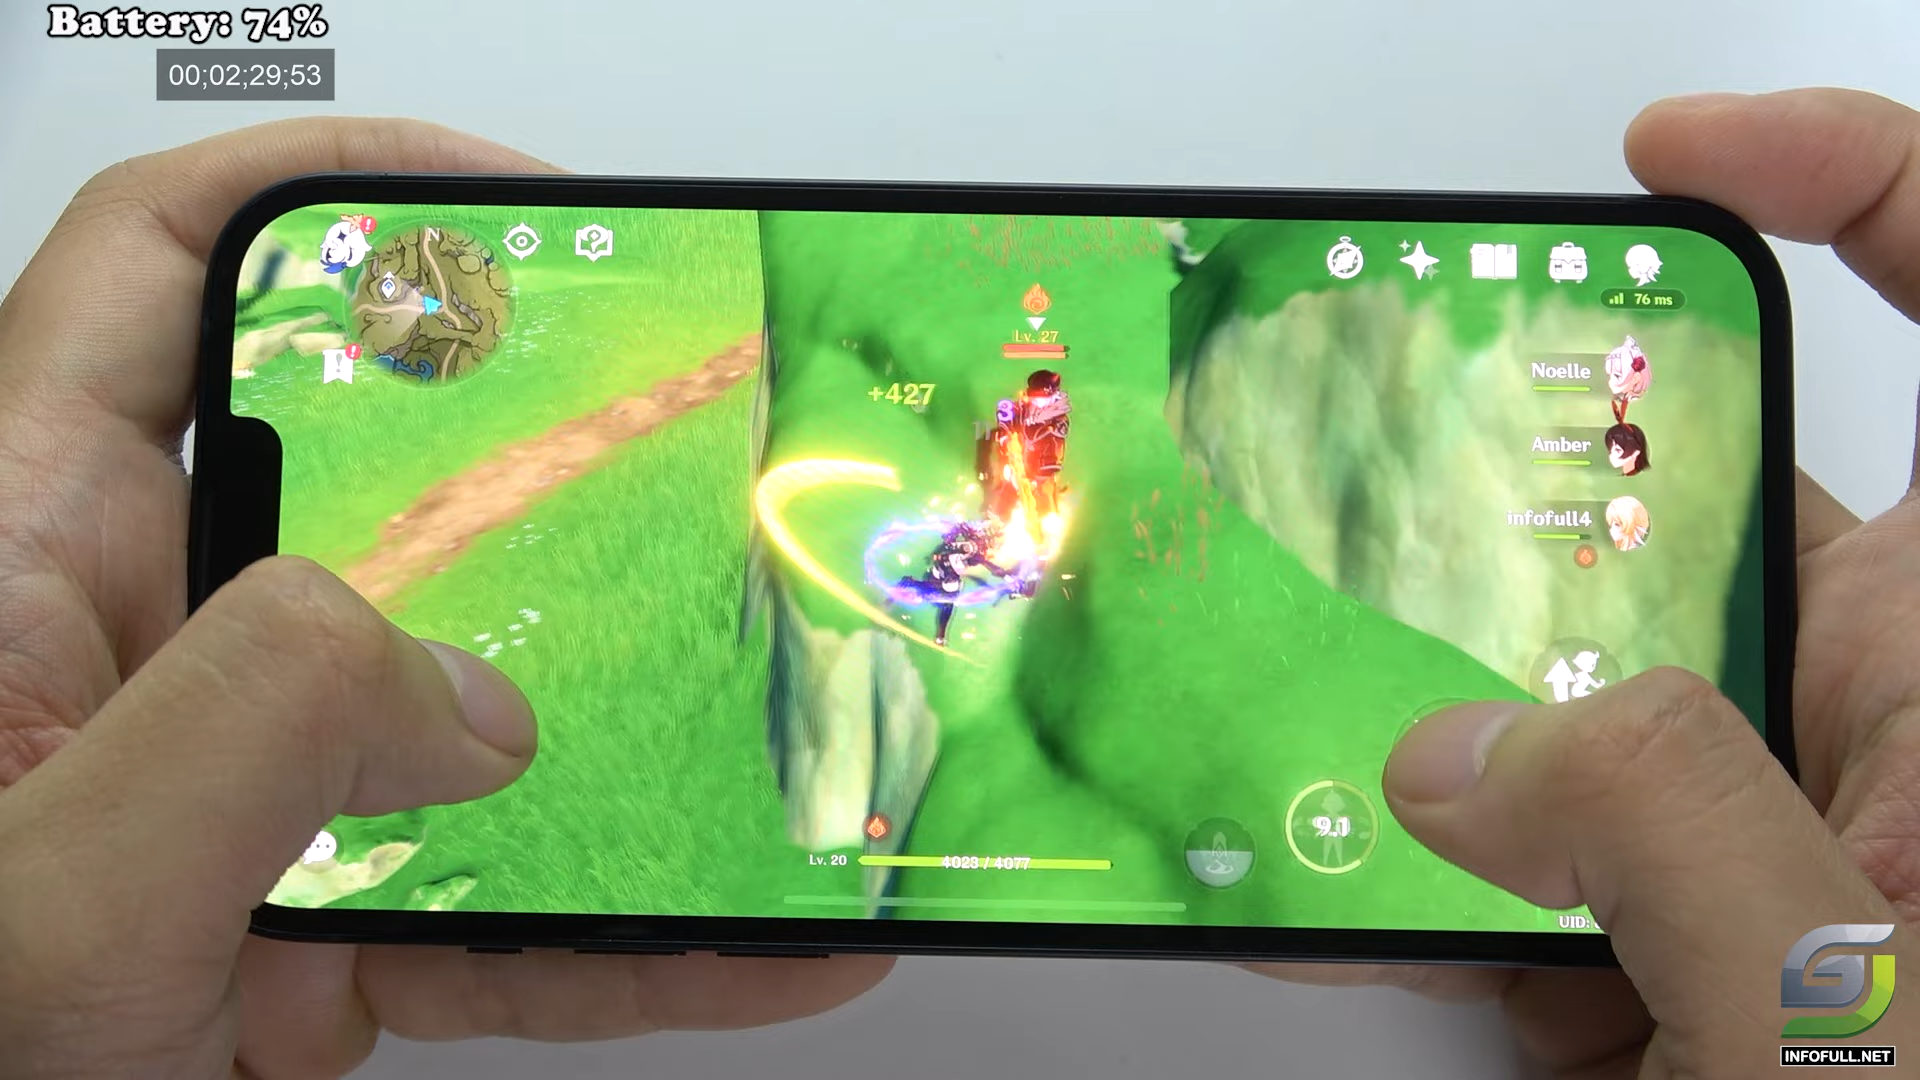 Battery: 74%
00;02;29;53
N
76 ms
Lv. 27
Noelle
+427
Amber
infofull4
9.1
Lv. 20
4028 / 4077
UID:
INFOFULL.NET